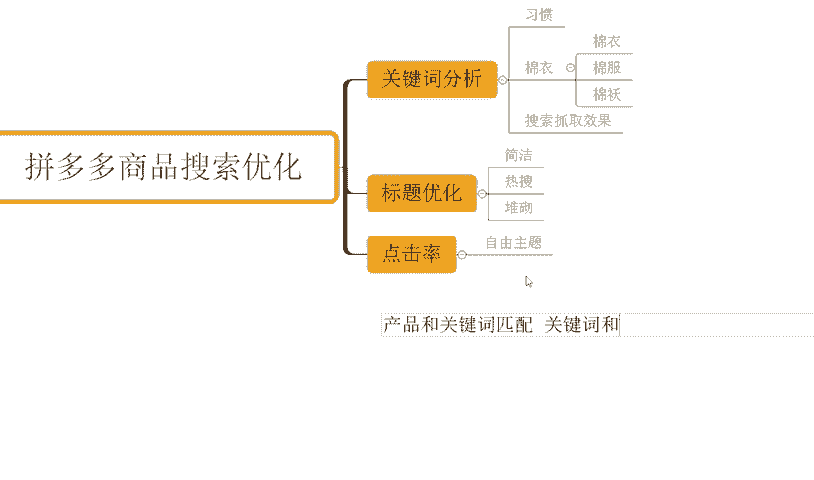 拼多多商品搜索优化
关键词分析
习惯
棉衣
棉衣
棉服
棉袄
搜索抓取效果
标题优化
简洁
热搜
堆砌
点击率
自由主题
产品和关键词匹配 关键词和